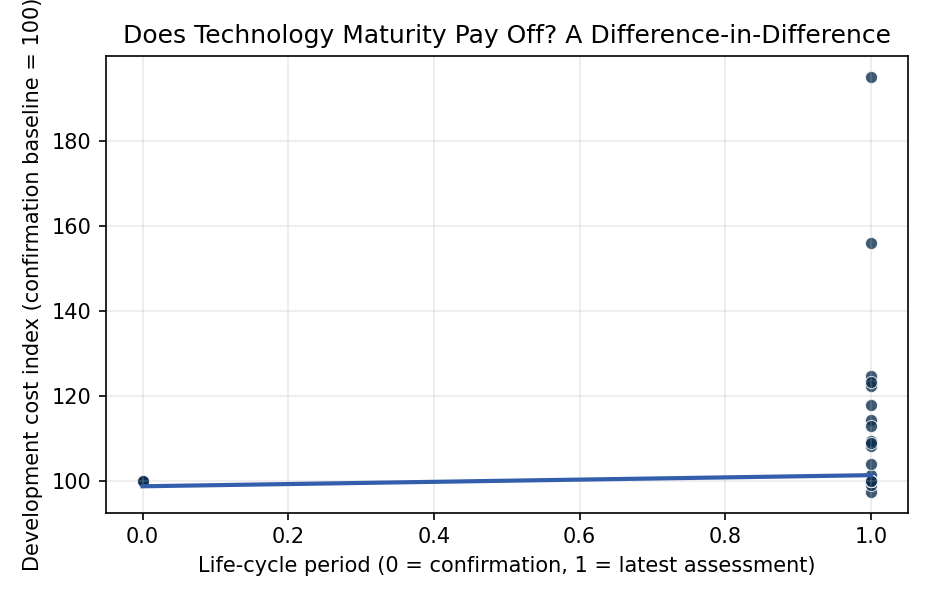 Does Technology Maturity Pay Off? A Difference-in-Difference
Development cost index (confirmation baseline = 100)
180
160
140
120
100
0.0 0.2 0.4 0.6 0.8 1.0
Life-cycle period (0 = confirmation, 1 = latest assessment)